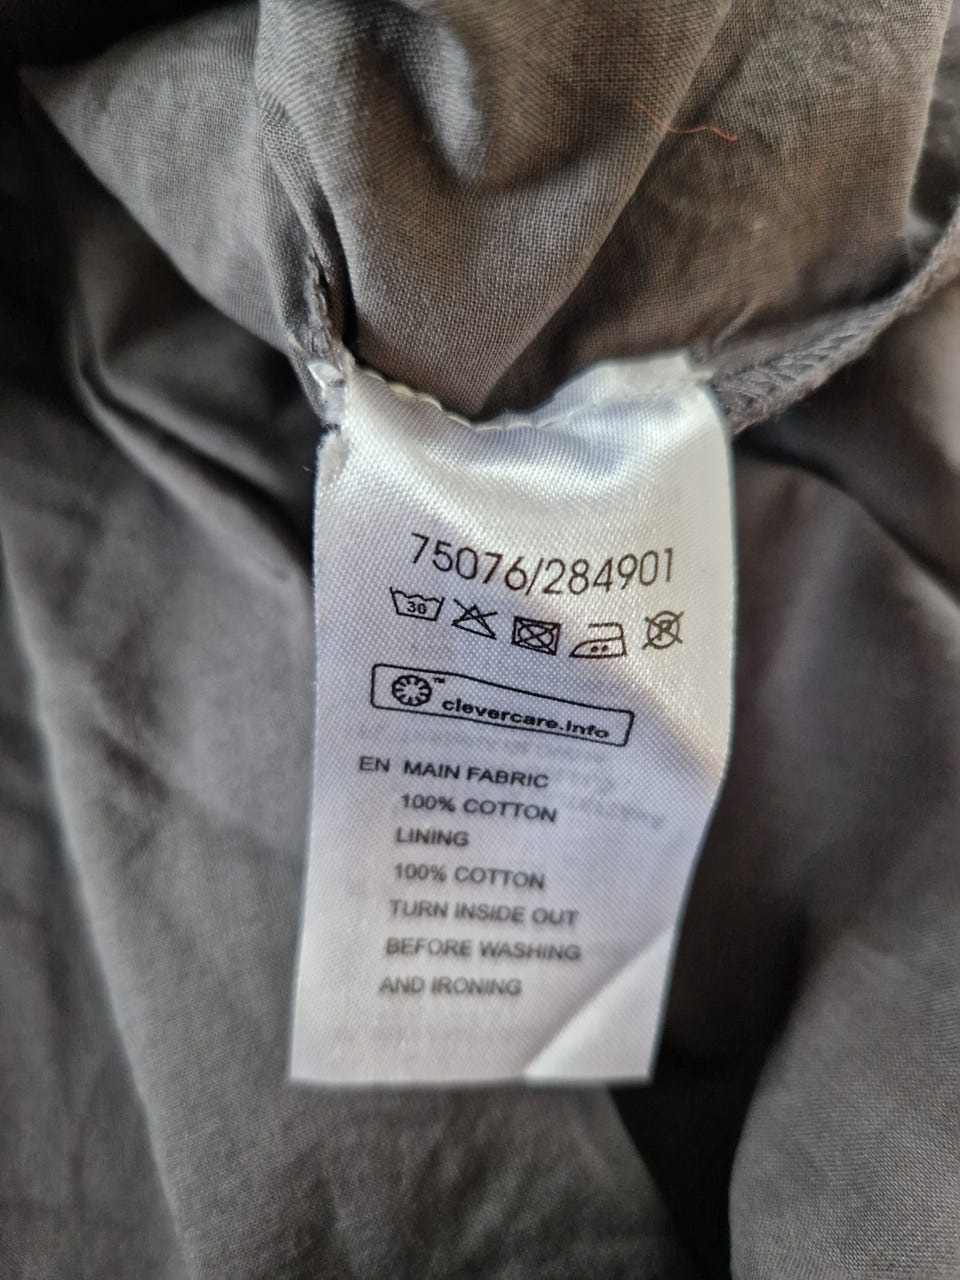 75076/284901
30
P
clevercare.info™
EN MAIN FABRIC
100% COTTON
LINING
100% COTTON
TURN INSIDE OUT
BEFORE WASHING
AND IRONING